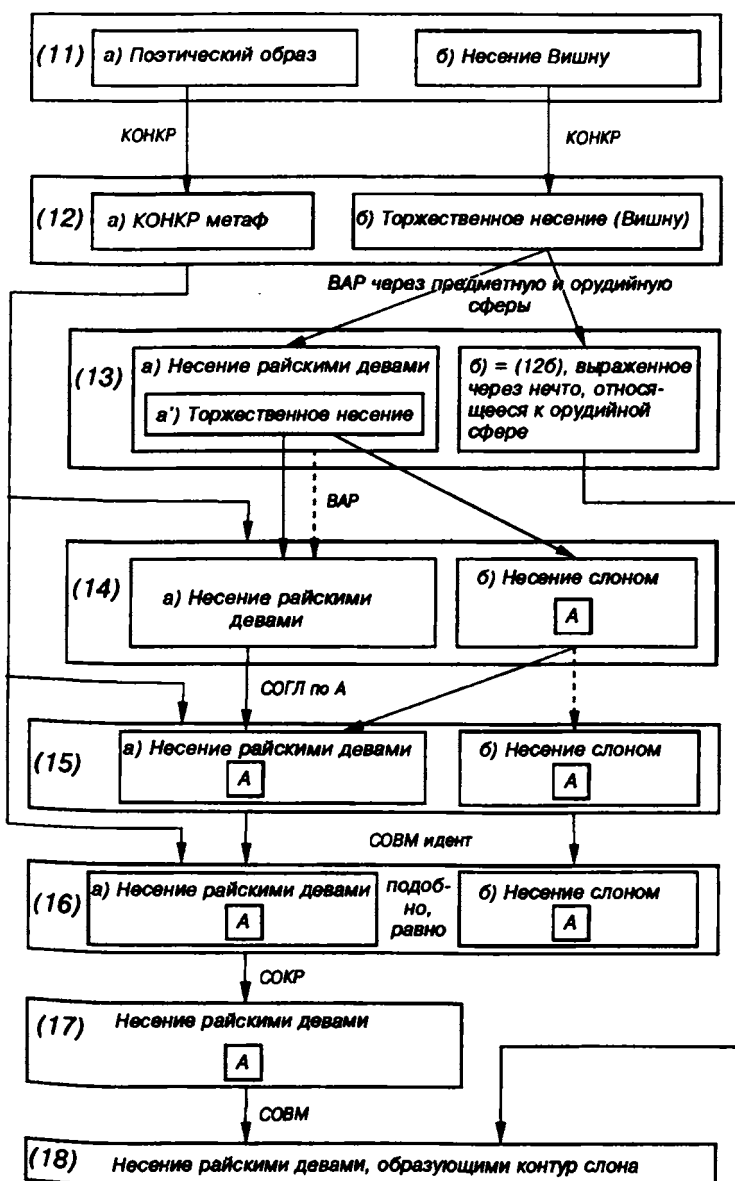 (11) а) Поэтический образ б) Несение Вишну
КОНКР КОНКР
(12) а) КОНКР метаф б) Торжественное несение (Вишну)
ВАР через предметную и орудийную
сферы
(13) а) Несение райскими девами
а') Торжественное несение
б) = (12б), выраженное
через нечто, относя-
щееся к орудийной
сфере
ВАР
(14) а) Несение райскими
девами
б) Несение слоном
А
СОГЛ по А
(15) а) Несение райскими девами б) Несение слоном
А А
СОВМ идент
(16) а) Несение райскими девами
А
подоб-
но,
равно
б) Несение слоном
А
СОКР
(17) Несение райскими девами
А
СОВМ
(18) Несение райскими девами, образующими контур слона